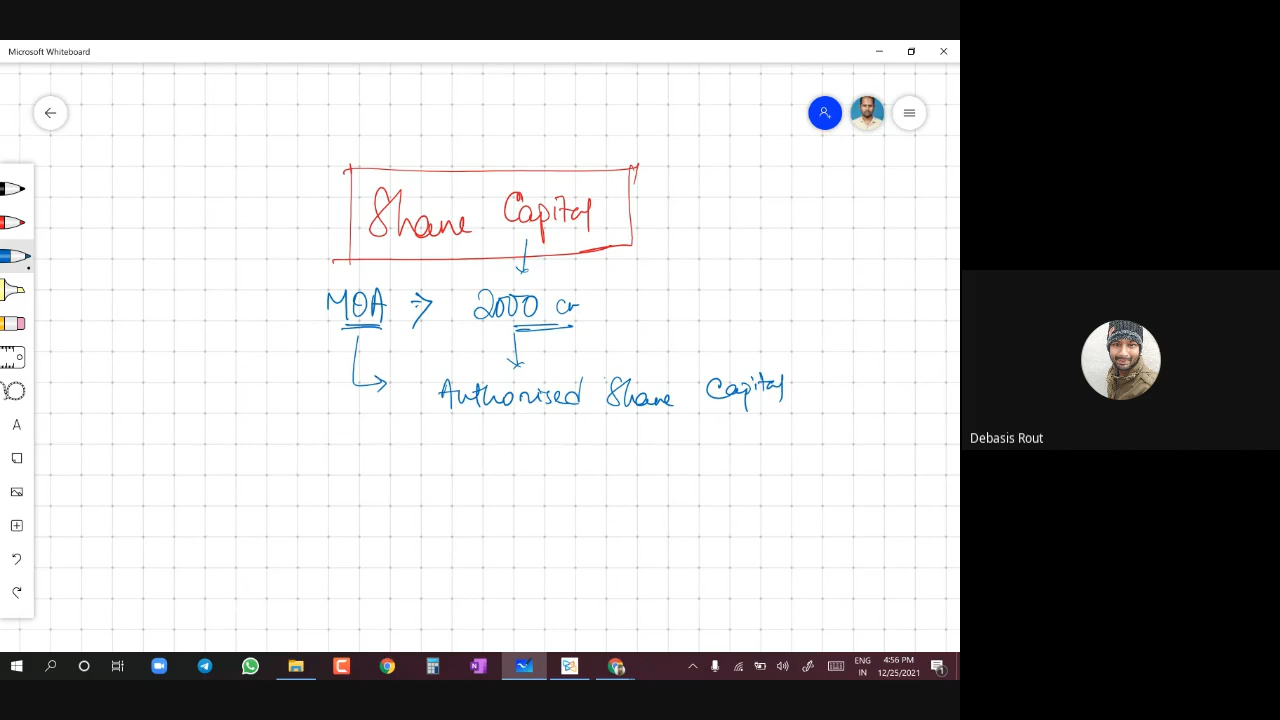 Microsoft Whiteboard
Share Capital
MOA ⇒ 2000 cr
Authorised Share Capital
A
Debasis Rout
ENG
IN
4:56 PM
12/25/2021
1